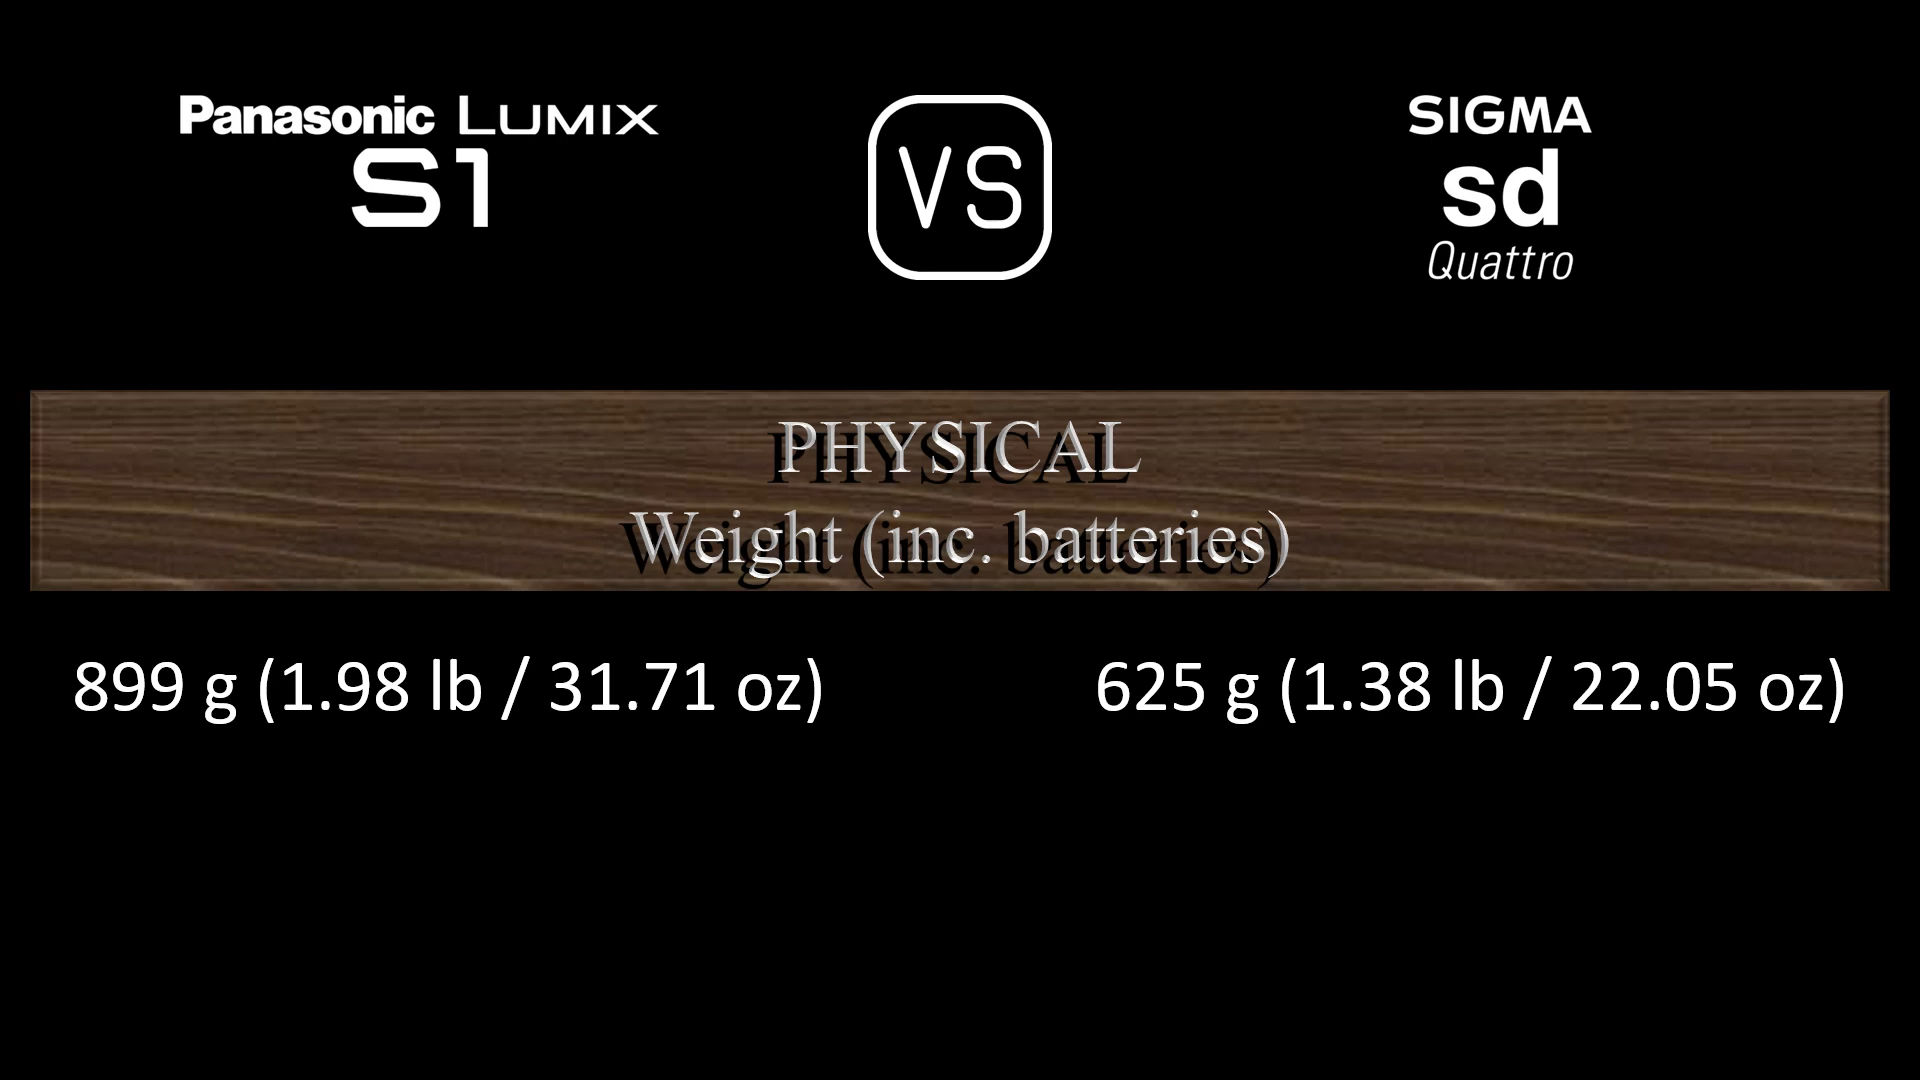 Panasonic LUMIX
S1
VS
SIGMA
sd
Quattro
PHYSICAL
Weight (inc. batteries)
899 g (1.98 lb / 31.71 oz)
625 g (1.38 lb / 22.05 oz)